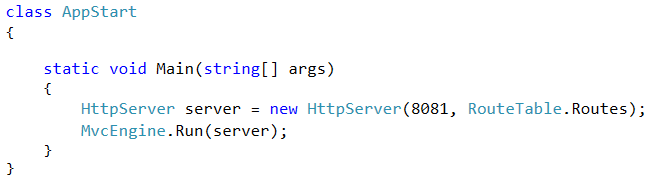 class AppStart
{
    static void Main(string[] args)
    {
        HttpServer server = new HttpServer(8081, RouteTable.Routes);
        MvcEngine.Run(server);
    }
}